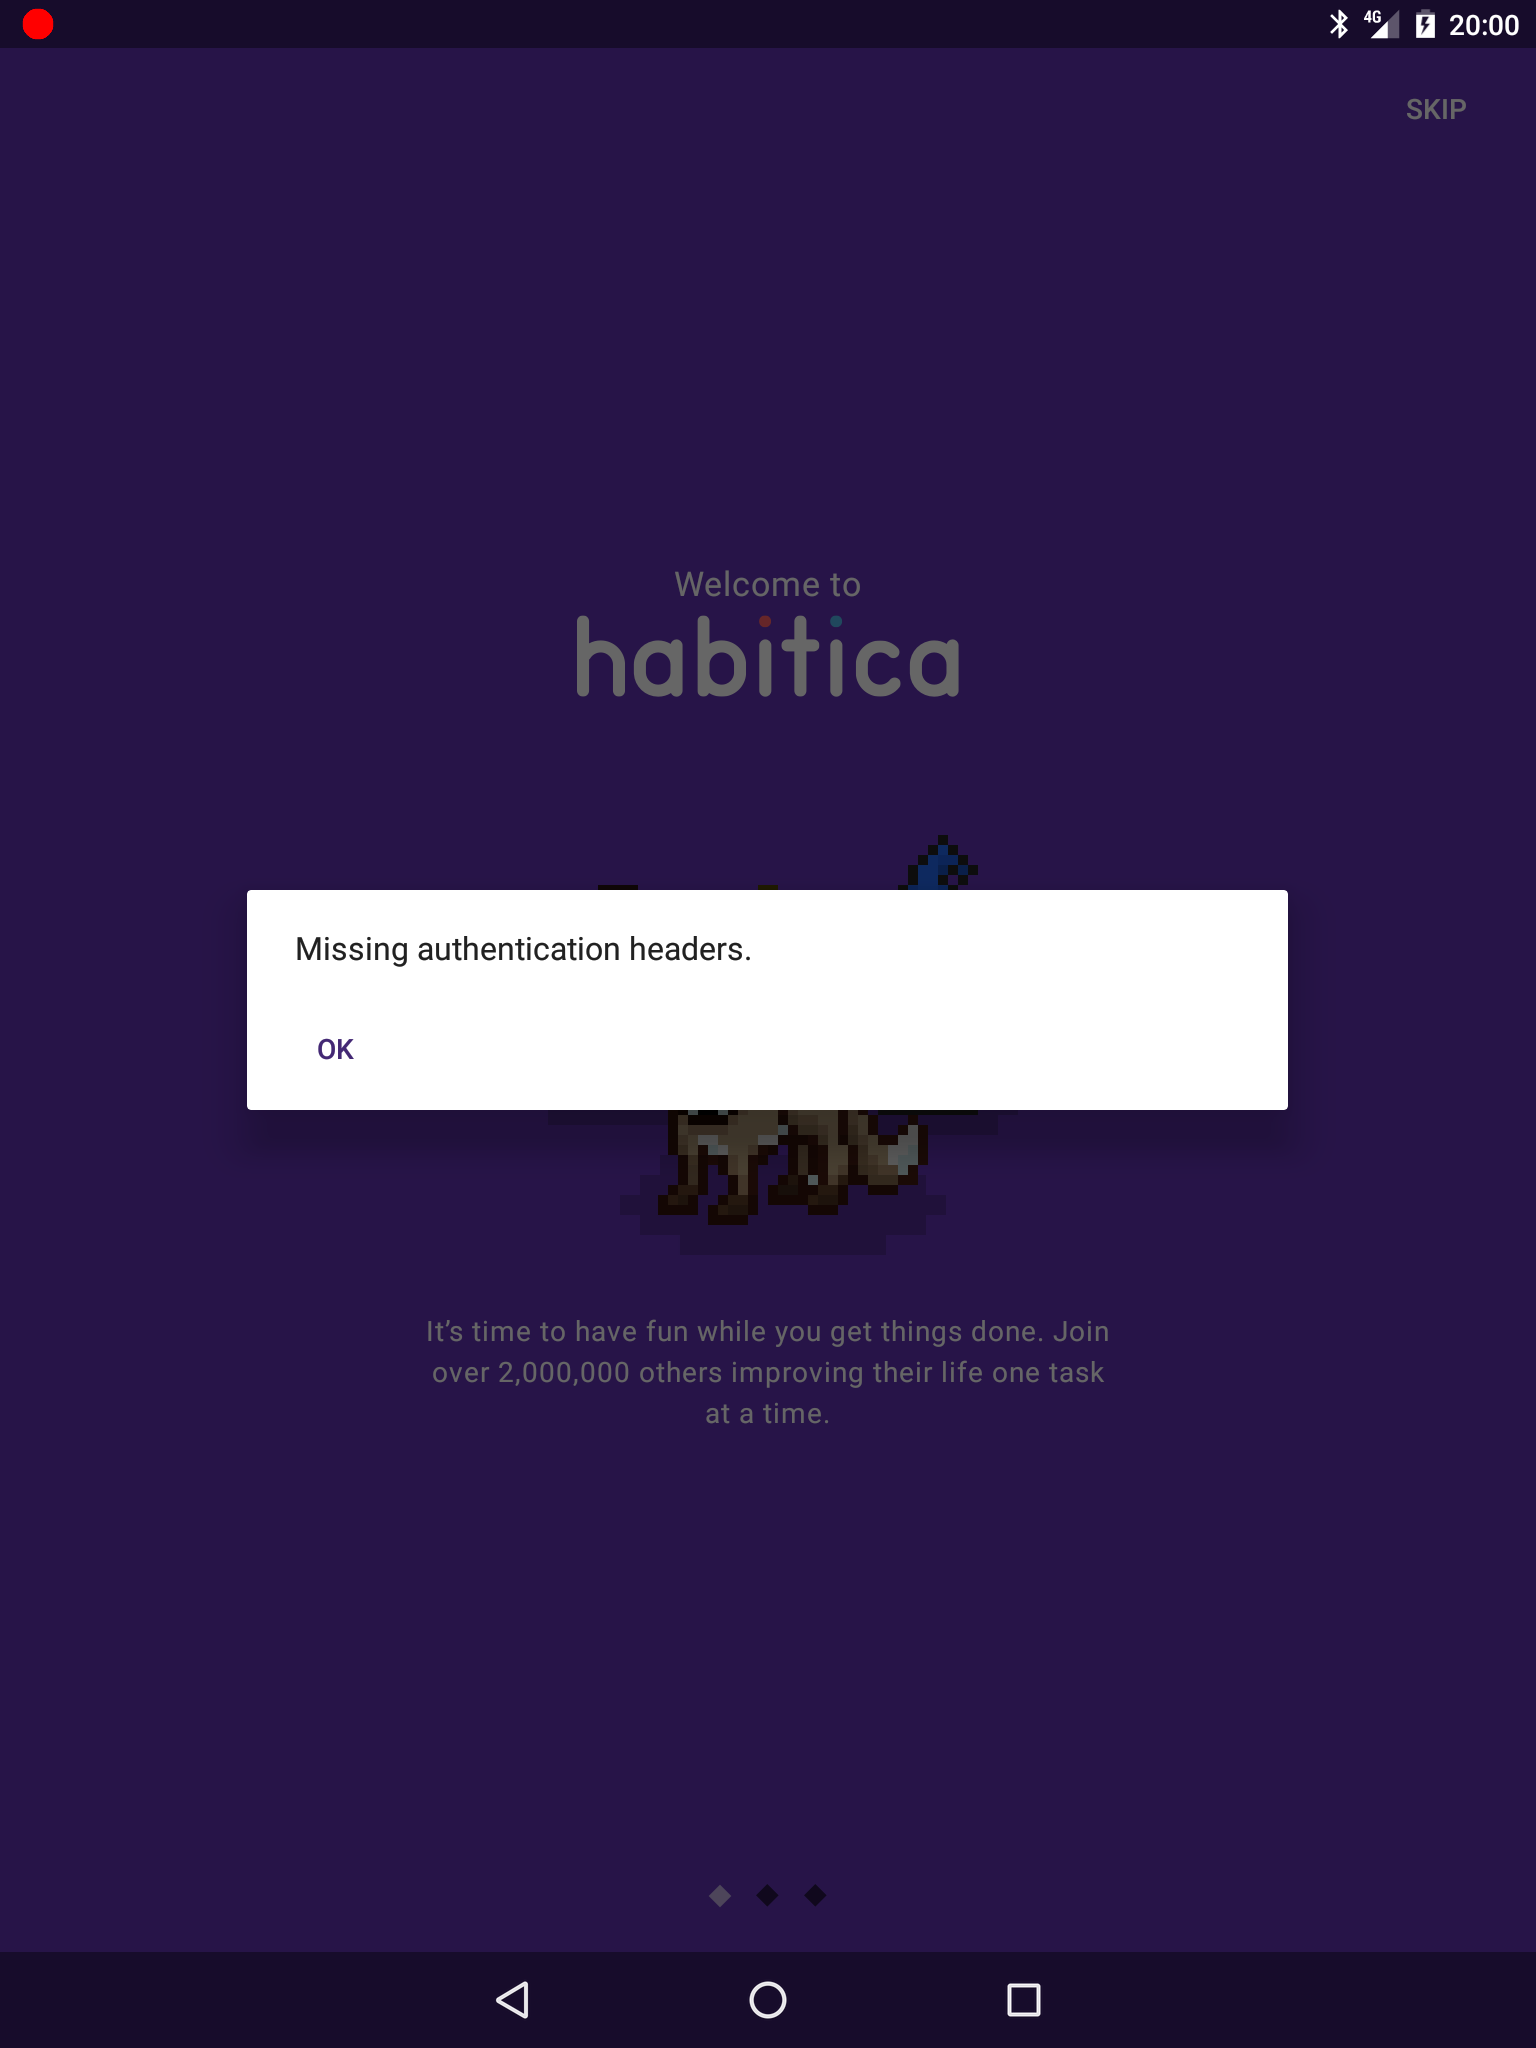 4G 20:00
SKIP
Welcome to
habitica
Missing authentication headers.
OK
It’s time to have fun while you get things done. Join
over 2,000,000 others improving their life one task
at a time.